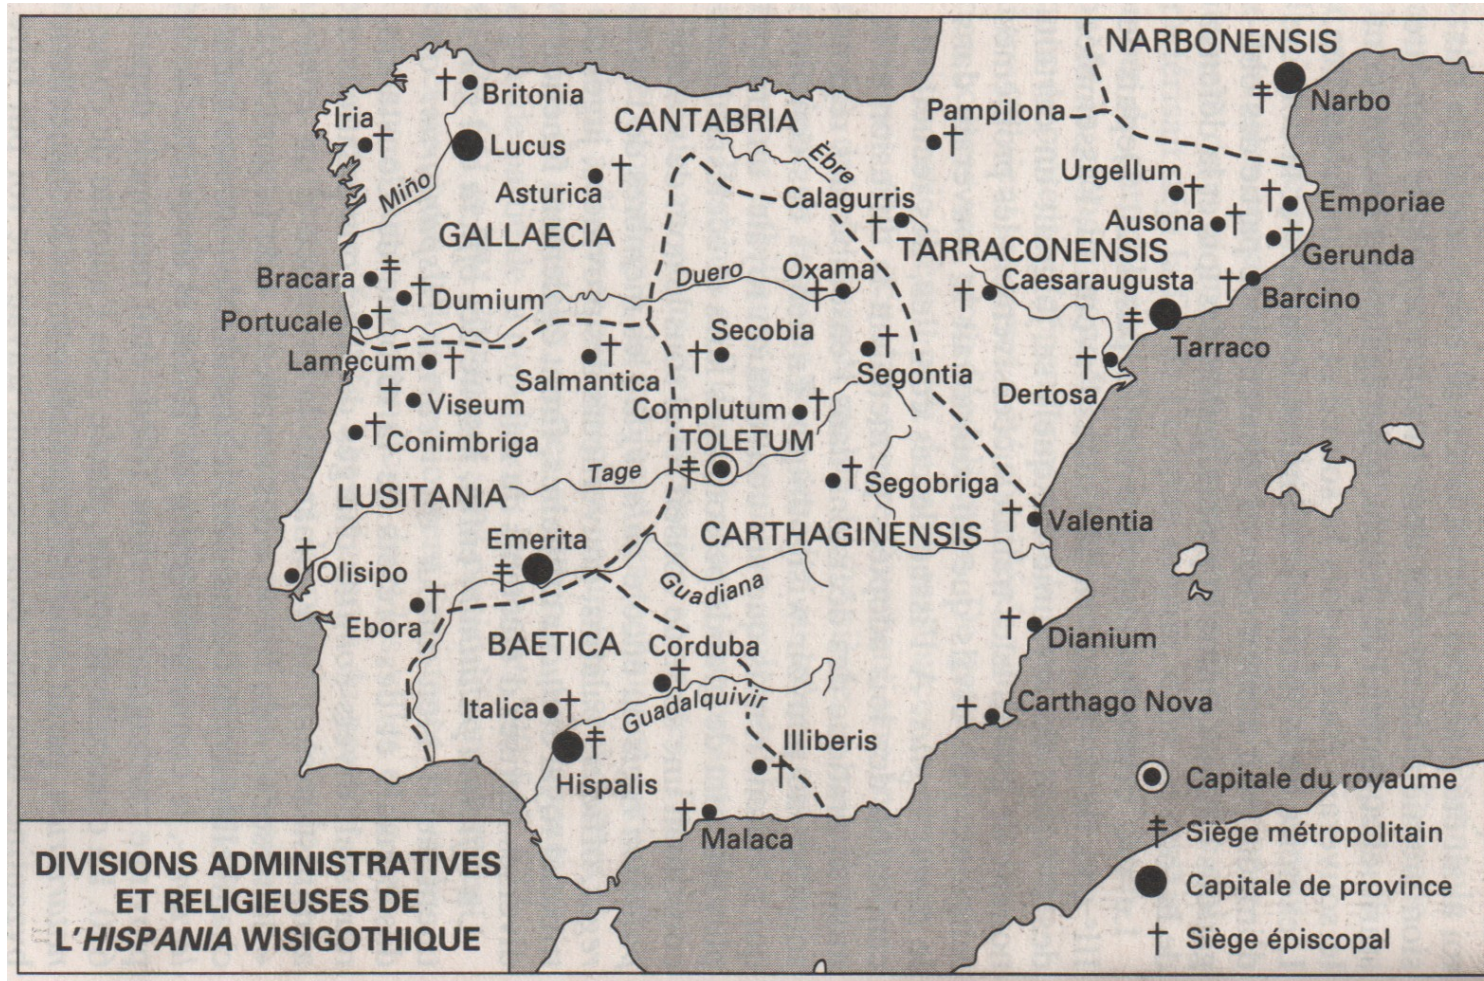 NARBONENSIS
Narbo
Britonia
CANTABRIA
Pampilona
Iria
Lucus
Èbre
Urgellum
Asturica
Miño
Calagurris
Emporiae
Ausona
GALLAECIA
TARRACONENSIS
Gerunda
Bracara
Duero
Oxama
Caesaraugusta
Dumium
Barcino
Portucale
Secobia
Tarraco
Lamecum
Salmantica
Segontia
Dertosa
Viseum
Complutum
Conimbriga
TOLETUM
Tage
Segobriga
LUSITANIA
Valentia
CARTHAGINENSIS
Emerita
Olisipo
Guadiana
Ebora
Dianium
BAETICA
Corduba
Italica
Guadalquivir
Carthago Nova
Illiberis
Hispalis
Malaca
Capitale du royaume
Siège métropolitain
Capitale de province
Siège épiscopal
DIVISIONS ADMINISTRATIVES
ET RELIGIEUSES DE
L'HISPANIA WISIGOTHIQUE